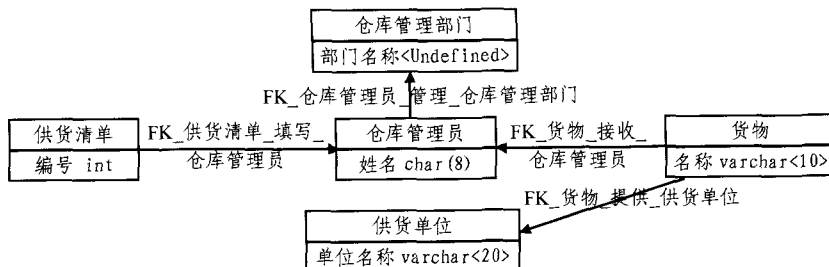 仓库管理部门
部门名称<Undefined>
FK_仓库管理员_管理_仓库管理部门
供货清单
编号 int
FK_供货清单_填写_
仓库管理员
仓库管理员
姓名 char(8)
FK_货物_接收_
仓库管理员
货物
名称 varchar<10>
FK_货物_提供_供货单位
供货单位
单位名称 varchar<20>